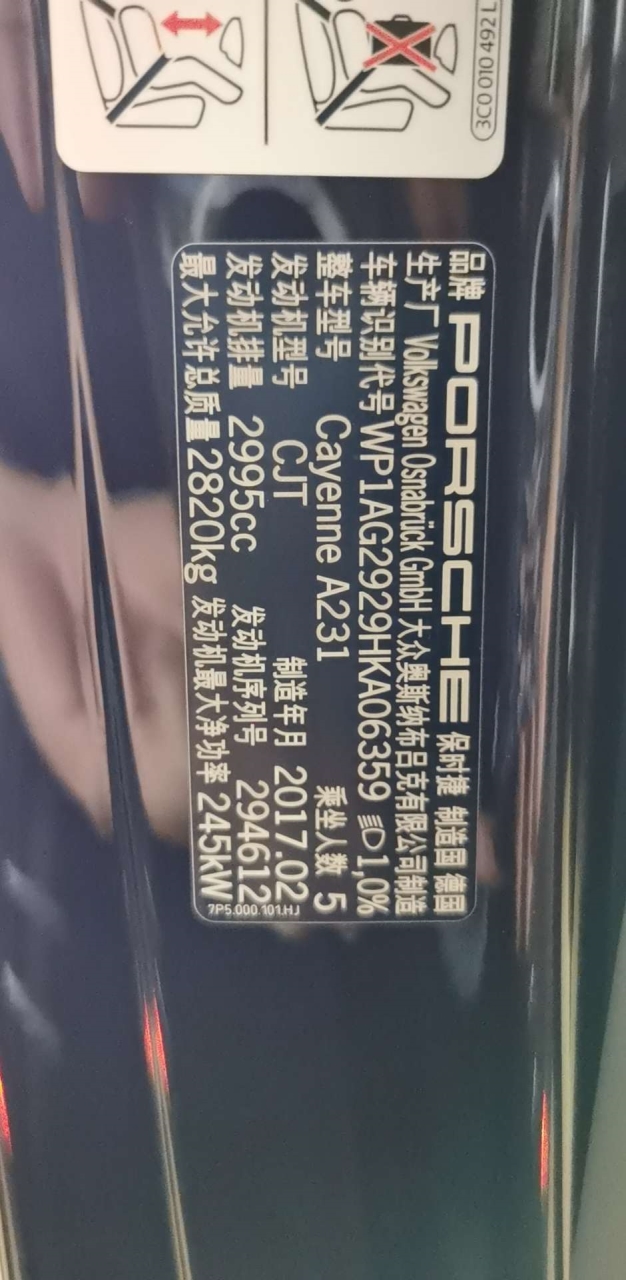 3C0 010 492 L
品牌 PORSCHE 保时捷 制造国 德国
生产厂 Volkswagen Osnabrück GmbH 大众奥斯纳布吕克有限公司制造
车辆识别代号 WP1AG2929HKA06359 1,0%
整车型号 Cayenne A231 乘坐人数 5
发动机型号 CJT 制造年月 2017.02
发动机排量 2995cc 发动机序列号 294612
最大允许总质量 2820kg 发动机最大净功率 245kW
7P5.000.101.HJ